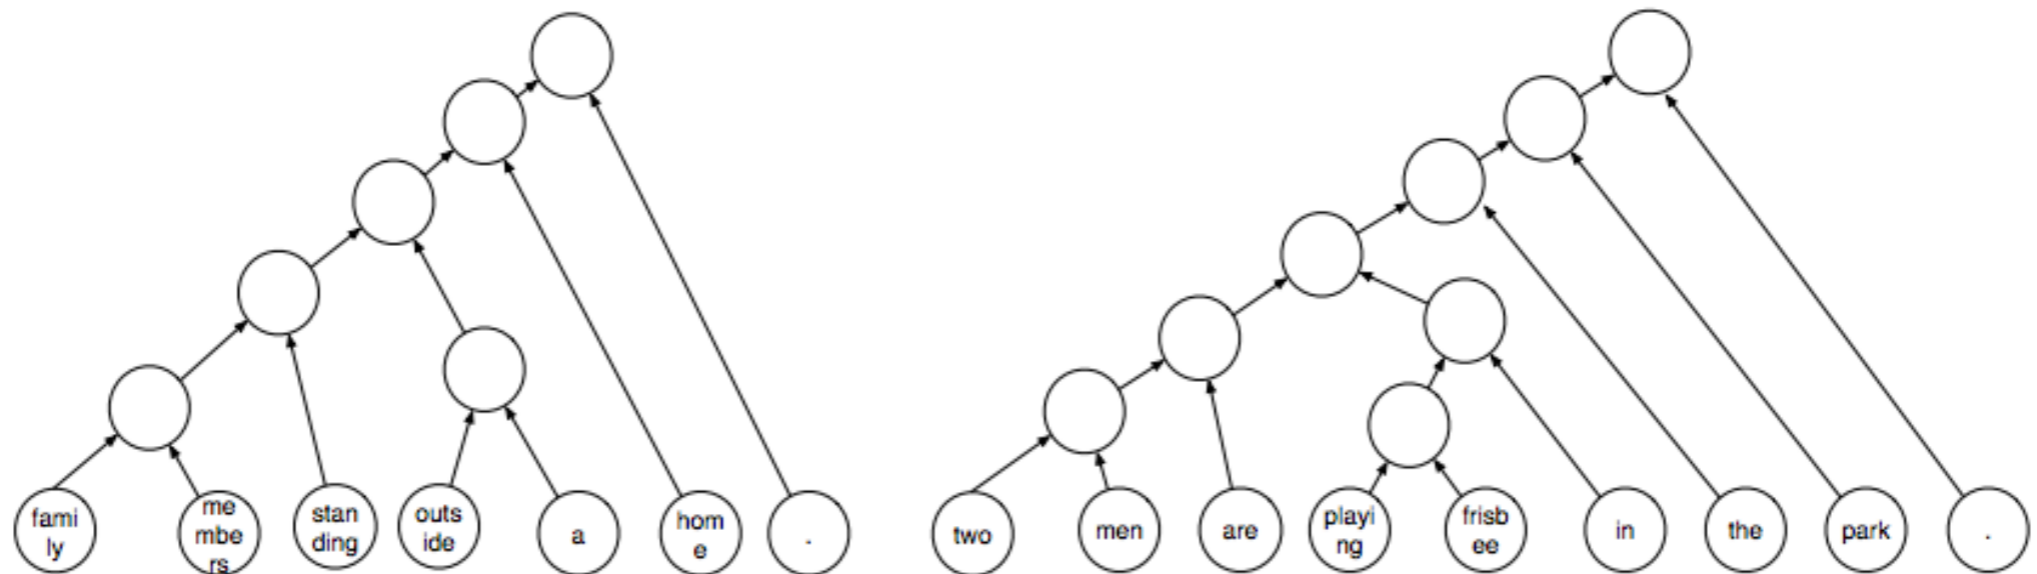 fami
ly
me
mbe
rs
stan
ding
outs
ide
a
hom
e
.
two
men
are
playi
ng
frisb
ee
in
the
park
.